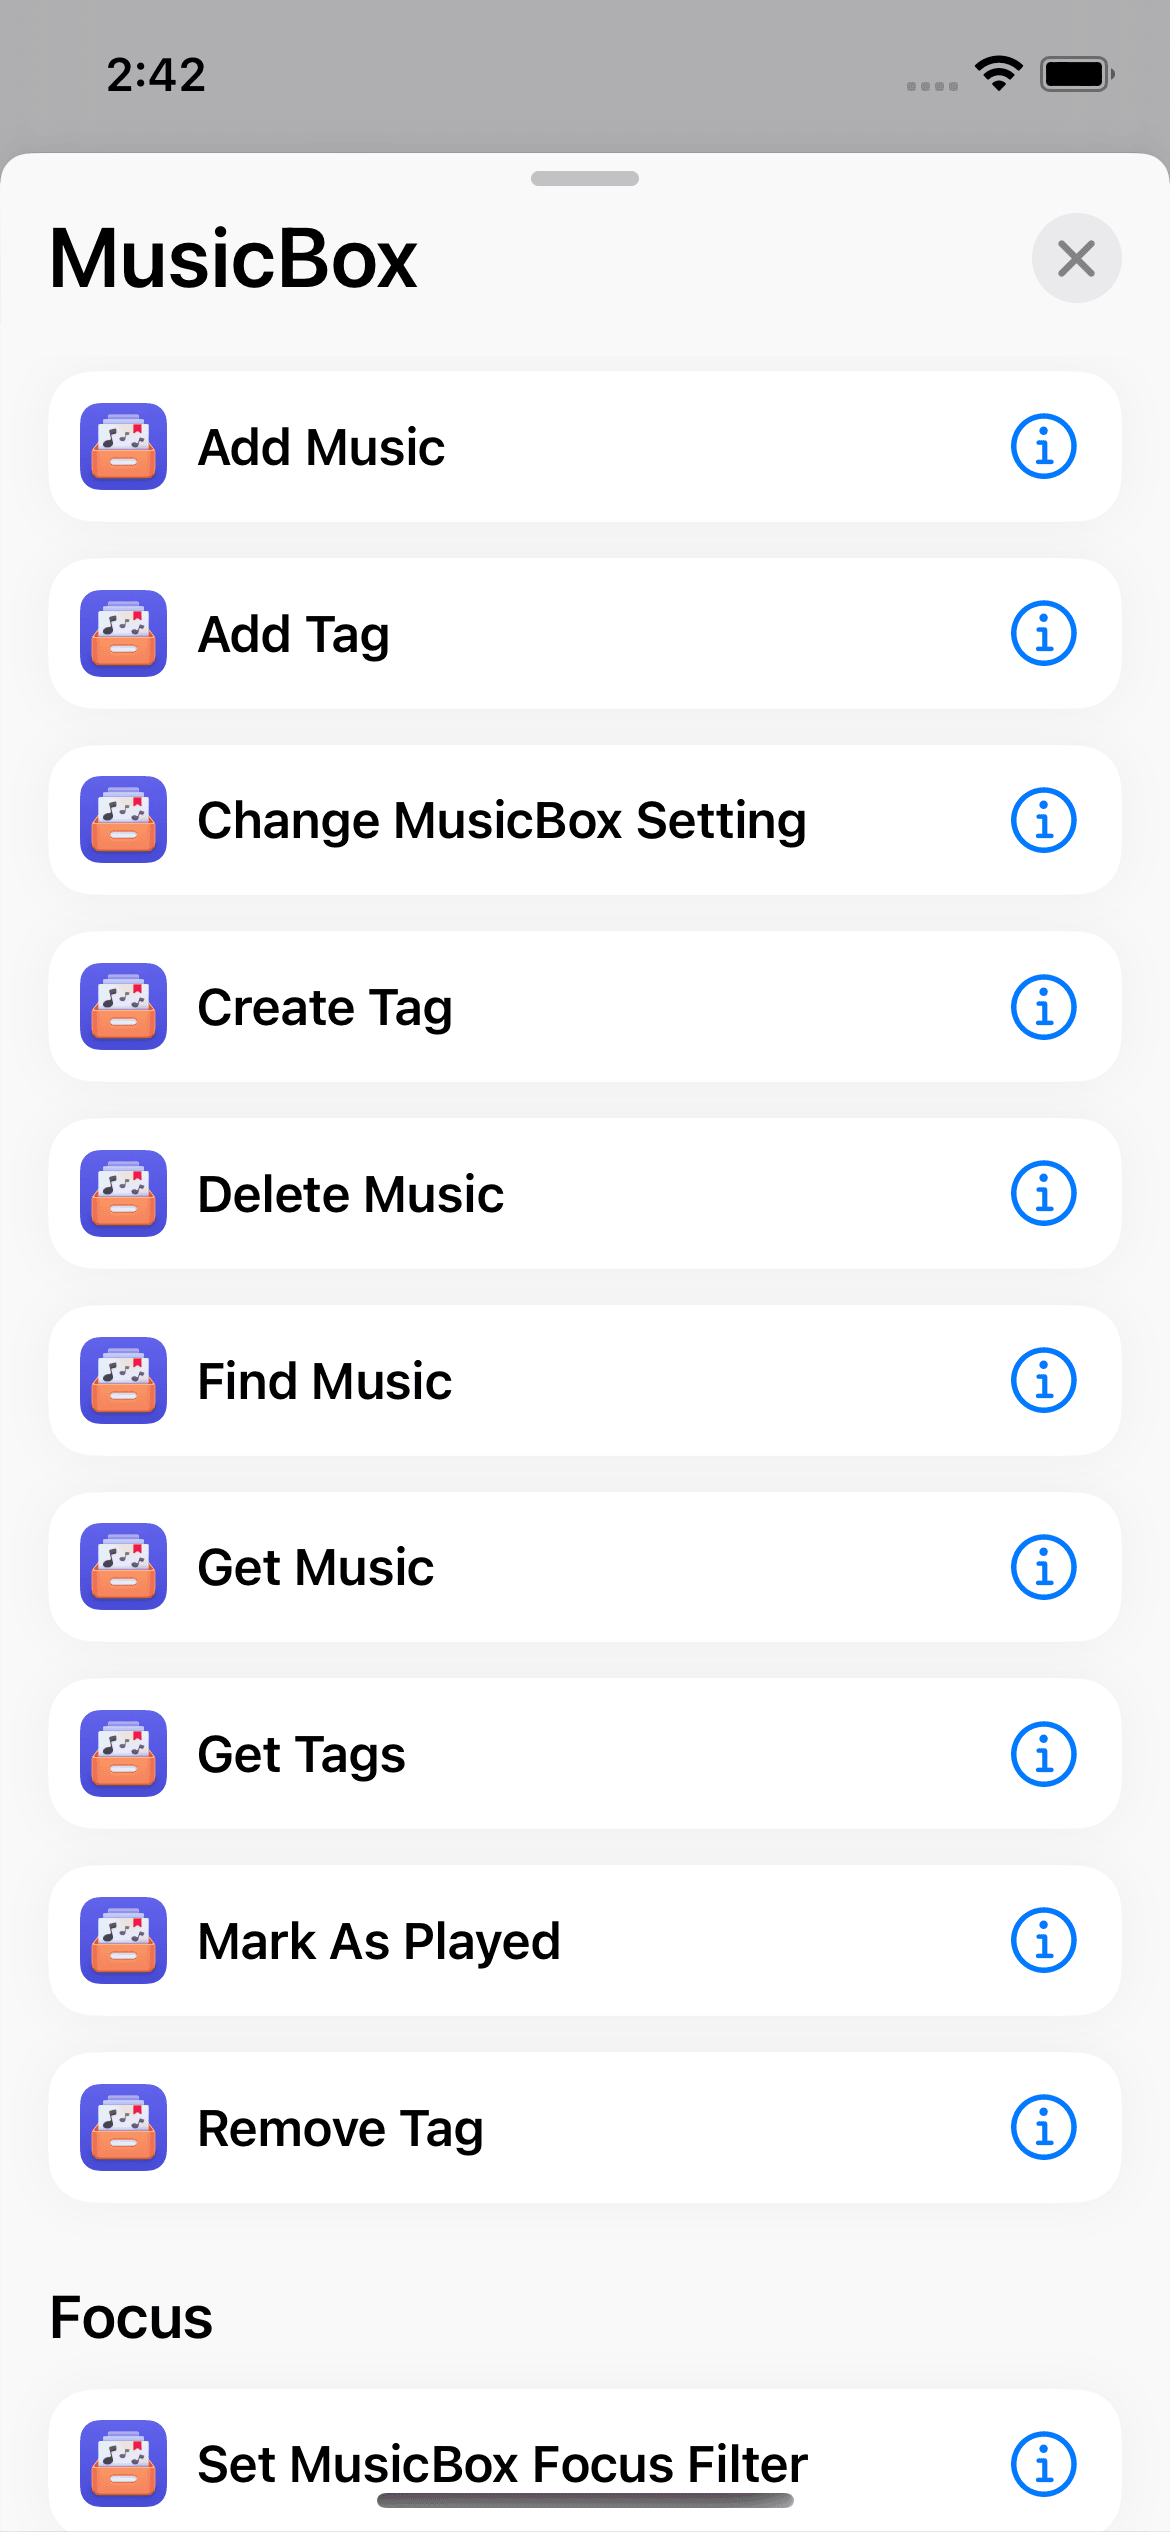 2:42
MusicBox
Add Music
Add Tag
Change MusicBox Setting
Create Tag
Delete Music
Find Music
Get Music
Get Tags
Mark As Played
Remove Tag
Focus
Set MusicBox Focus Filter